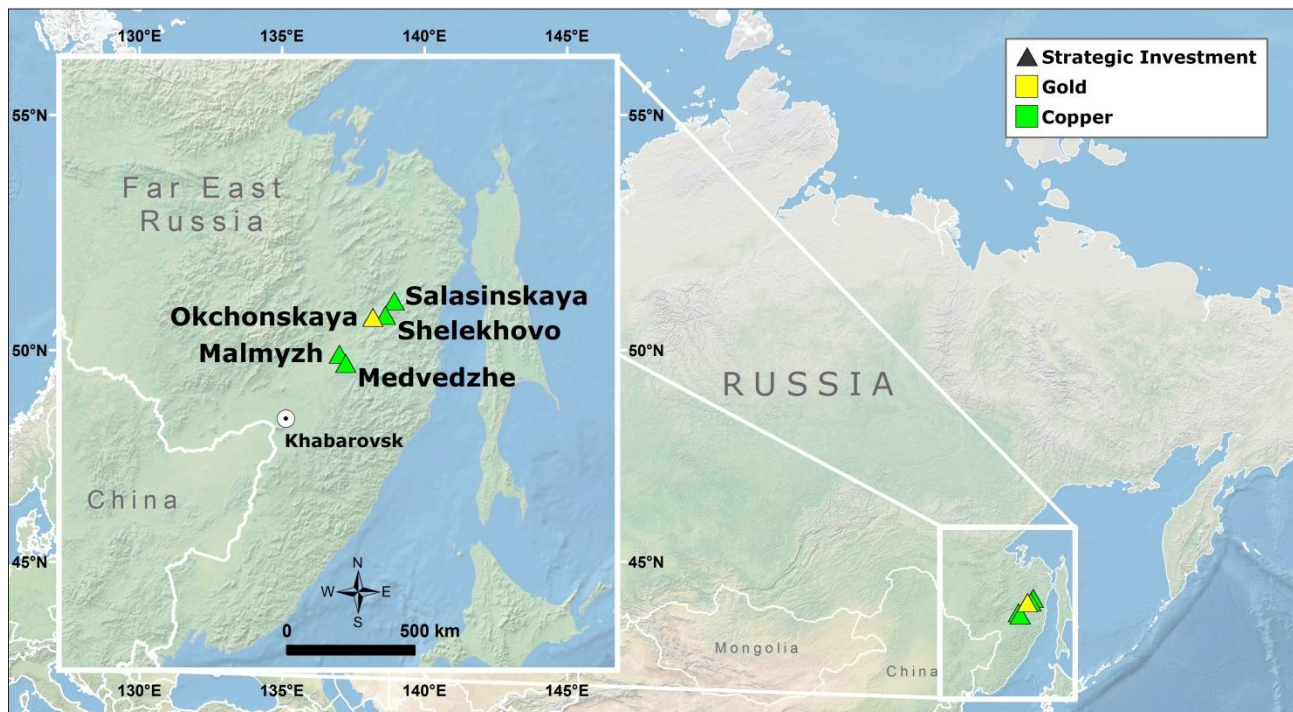 130°E
135°E
140°E
145°E
55°N
50°N
45°N
Far East
Russia
Salasinskaya
Okchonskaya
Shelekhovo
Malmyzh
Medvedzhe
Khabarovsk
China
N
W
E
S
0
500 km
130°E
135°E
140°E
145°E
55°N
50°N
45°N
Strategic Investment
Gold
Copper
RUSSIA
Mongolia
China